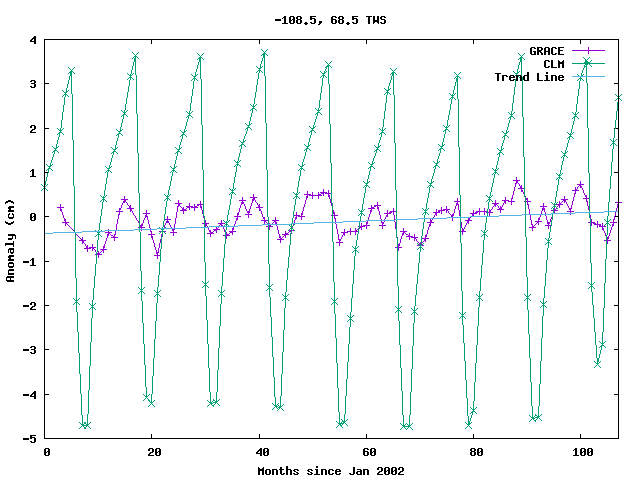 -108.5, 68.5 TWS
GRACE
CLM
Trend Line
4
3
2
1
0
-1
-2
-3
-4
-5
Anomaly (cm)
0 20 40 60 80 100
Months since Jan 2002